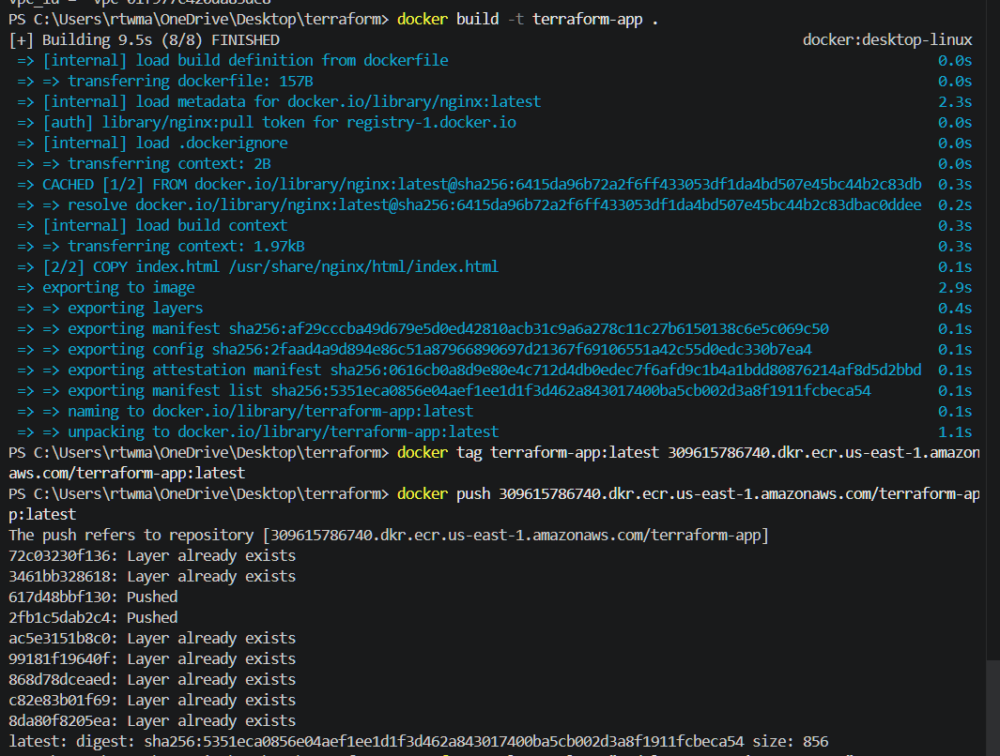 PS C:\Users\rtwma\OneDrive\Desktop\terraform> docker build -t terraform-app .
[+] Building 9.5s (8/8) FINISHED docker:desktop-linux
=> [internal] load build definition from dockerfile 0.0s
=> => transferring dockerfile: 157B 0.0s
=> [internal] load metadata for docker.io/library/nginx:latest 2.3s
=> [auth] library/nginx:pull token for registry-1.docker.io 0.0s
=> [internal] load .dockerignore 0.0s
=> => transferring context: 2B 0.0s
=> CACHED [1/2] FROM docker.io/library/nginx:latest@sha256:6415da96b72a2f6ff433053df1da4bd507e45bc44b2c83db 0.3s
=> => resolve docker.io/library/nginx:latest@sha256:6415da96b72a2f6ff433053df1da4bd507e45bc44b2c83dbac0ddee 0.2s
=> [internal] load build context 0.3s
=> => transferring context: 1.97kB 0.3s
=> [2/2] COPY index.html /usr/share/nginx/html/index.html 0.1s
=> exporting to image 2.9s
=> => exporting layers 0.4s
=> => exporting manifest sha256:af29cccba49d679e5d0ed42810acb31c9a6a278c11c27b6150138c6e5c069c50 0.1s
=> => exporting config sha256:2faad4a9d894e86c51a87966890697d21367f69106551a42c55d0edc330b7ea4 0.1s
=> => exporting attestation manifest sha256:0616cb0a8d9e80e4c712d4db0edec7f6afd9c1b4a1bdd80876214af8d5d2bbd 0.1s
=> => exporting manifest list sha256:5351eca0856e04aef1ee1d1f3d462a843017400ba5cb002d3a8f1911fcbeca54 0.1s
=> => naming to docker.io/library/terraform-app:latest 0.1s
=> => unpacking to docker.io/library/terraform-app:latest 1.1s
PS C:\Users\rtwma\OneDrive\Desktop\terraform> docker tag terraform-app:latest 309615786740.dkr.ecr.us-east-1.amazon
aws.com/terraform-app:latest
PS C:\Users\rtwma\OneDrive\Desktop\terraform> docker push 309615786740.dkr.ecr.us-east-1.amazonaws.com/terraform-ap
p:latest
The push refers to repository [309615786740.dkr.ecr.us-east-1.amazonaws.com/terraform-app]
72c03230f136: Layer already exists
3461bb328618: Layer already exists
617d48bbf130: Pushed
2fb1c5dab2c4: Pushed
ac5e3151b8c0: Layer already exists
99181f19640f: Layer already exists
868d78dceaed: Layer already exists
c82e83b01f69: Layer already exists
8da80f8205ea: Layer already exists
latest: digest: sha256:5351eca0856e04aef1ee1d1f3d462a843017400ba5cb002d3a8f1911fcbeca54 size: 856